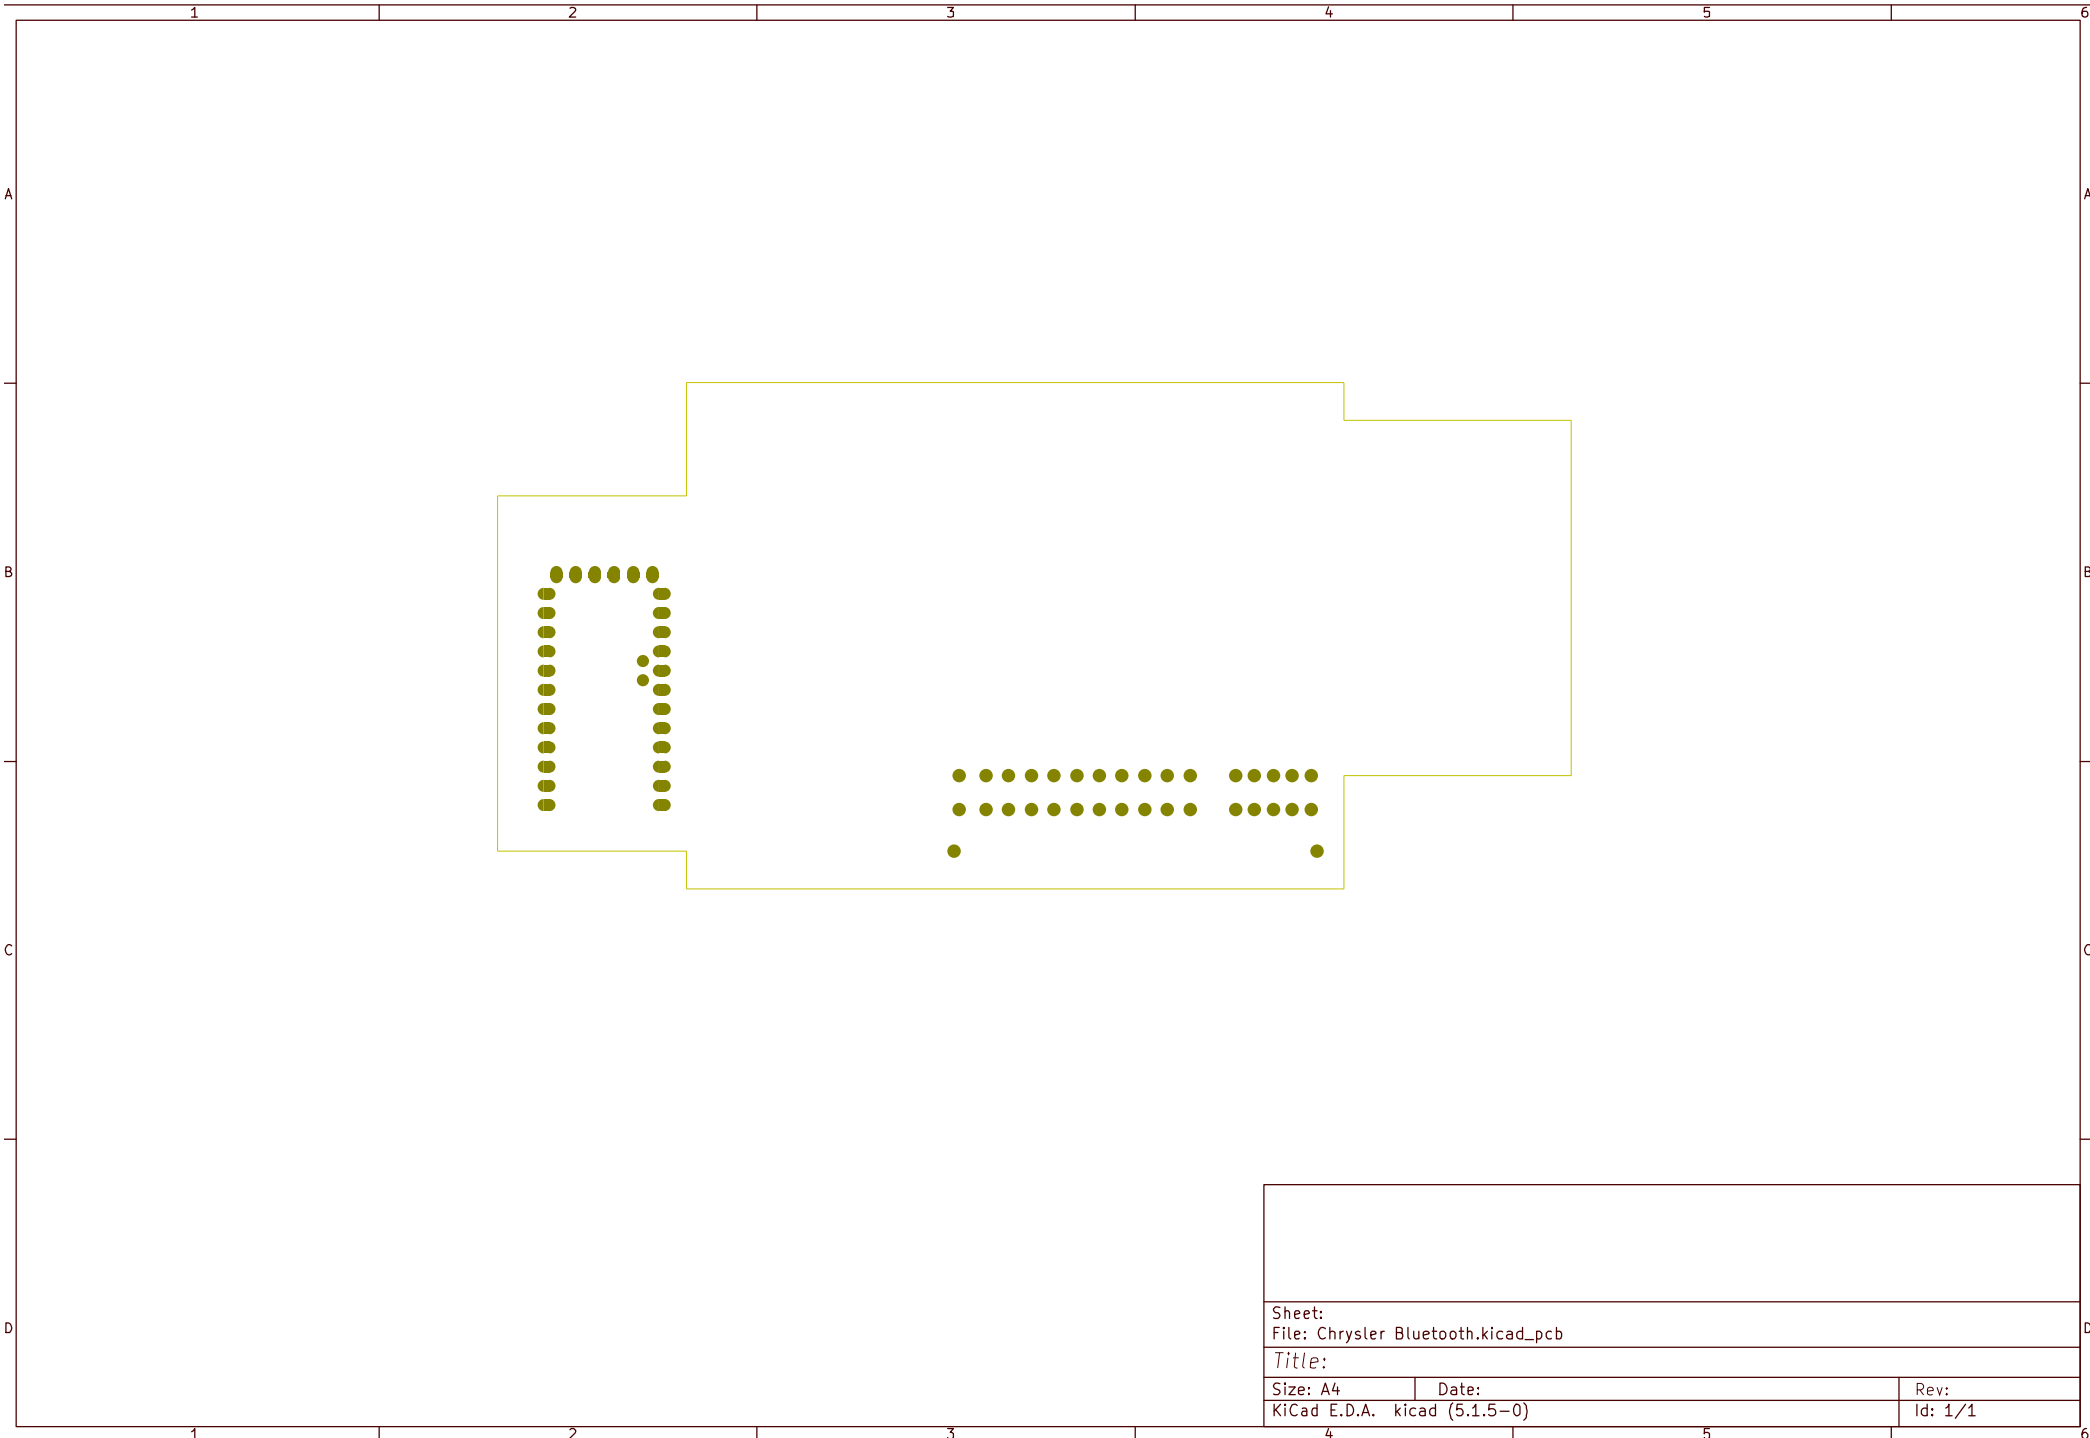 1 2 3 4 5 6
A A
B B
C C
Sheet:
D D
File: Chrysler Bluetooth.kicad_pcb
Title:
Size: A4 Date: Rev:
KiCad E.D.A. kicad (5.1.5-0) Id: 1/1
1 2 3 4 5 6